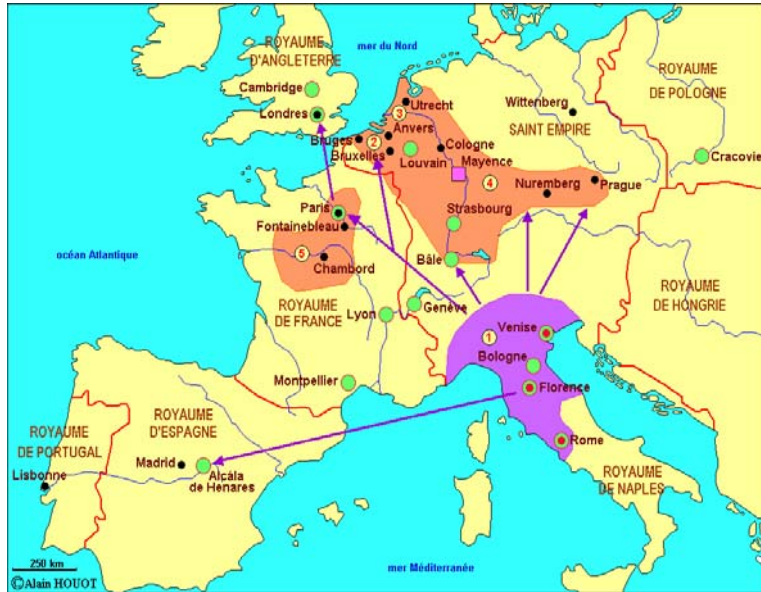 ROYAUME
D'ANGLETERRE
mer du Nord
ROYAUME
DE POLOGNE
Cambridge
Londres
Utrecht
Wittenberg
SAINT EMPIRE
3
Bruges
2
Anvers
Bruxelles
Louvain
Cologne
Mayence
Cracovie
4
Nuremberg
Prague
Paris
Fontainebleau
Strasbourg
océan Atlantique
5
Chambord
Bâle
ROYAUME
DE FRANCE
Lyon
Genève
ROYAUME
DE HONGRIE
1
Venise
Bologne
Montpellier
Florence
ROYAUME
D'ESPAGNE
ROYAUME
DE PORTUGAL
Rome
Madrid
Alcála
de Henares
Lisbonne
ROYAUME
DE NAPLES
250 km
mer Méditerranée
©Alain HOUOT